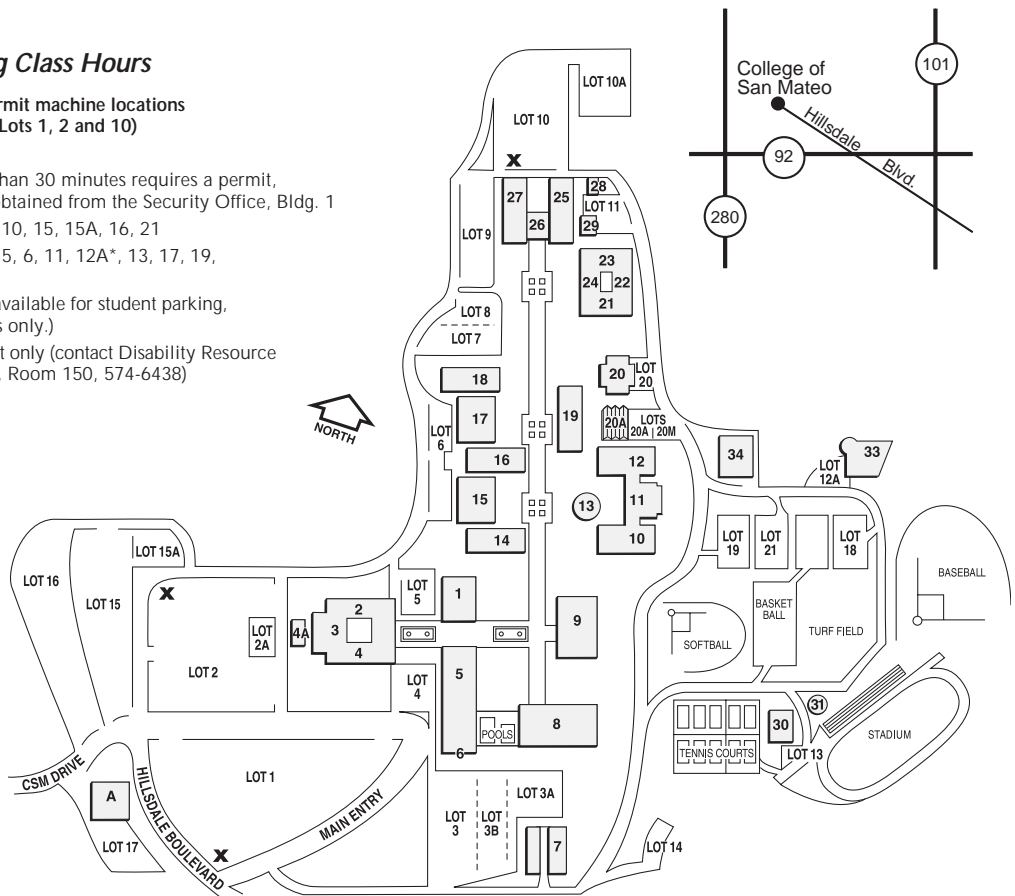 g Class Hours
rmit machine locations
Lots 1, 2 and 10)
han 30 minutes requires a permit,
obtained from the Security Office, Bldg. 1
10, 15, 15A, 16, 21
5, 6, 11, 12A*, 13, 17, 19,
available for student parking,
s only.)
t only (contact Disability Resource
, Room 150, 574-6438)
College of
San Mateo
Hillsdale
Blvd.
101
92
280
NORTH
LOT 10A
LOT 10
X
27
26
25
28
LOT 11
29
LOT 9
23
24
22
21
LOT 8
LOT 7
18
20
LOT
20
17
19
20A
LOTS
20A | 20M
LOT
6
16
12
34
33
LOT
12A
15
13
11
14
10
LOT
19
LOT
21
LOT
18
BASEBALL
LOT 16
LOT 15A
LOT 15
X
LOT
5
1
2
3
4
4A
LOT
2A
LOT 2
9
BASKET
BALL
TURF FIELD
SOFTBALL
LOT
4
5
6
POOLS
8
30
31
TENNIS COURTS
LOT 13
STADIUM
CSM DRIVE
A
LOT 17
HILLSDALE BOULEVARD
LOT 1
X
MAIN ENTRY
LOT
3
LOT
3B
LOT 3A
7
LOT 14